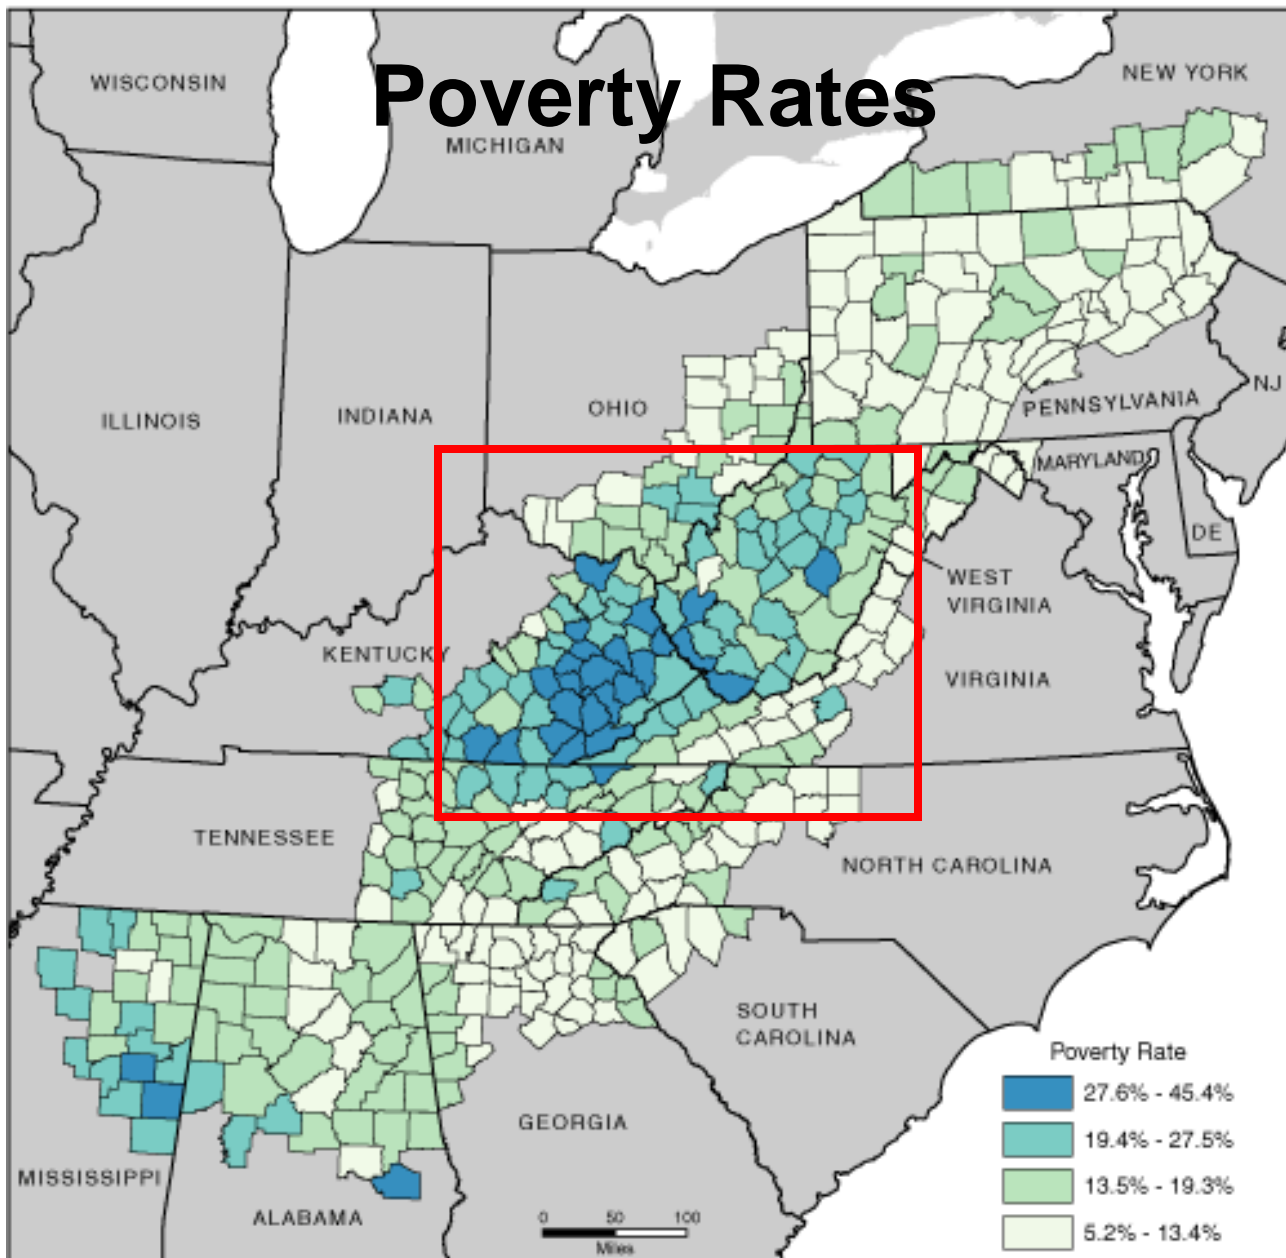 Poverty Rates
WISCONSIN
NEW YORK
MICHIGAN
ILLINOIS
INDIANA
OHIO
PENNSYLVANIA
NJ
MARYLAND
DE
WEST
VIRGINIA
KENTUCKY
VIRGINIA
TENNESSEE
NORTH CAROLINA
SOUTH
CAROLINA
GEORGIA
MISSISSIPPI
ALABAMA
0 50 100
Miles
Poverty Rate
27.6% - 45.4%
19.4% - 27.5%
13.5% - 19.3%
5.2% - 13.4%